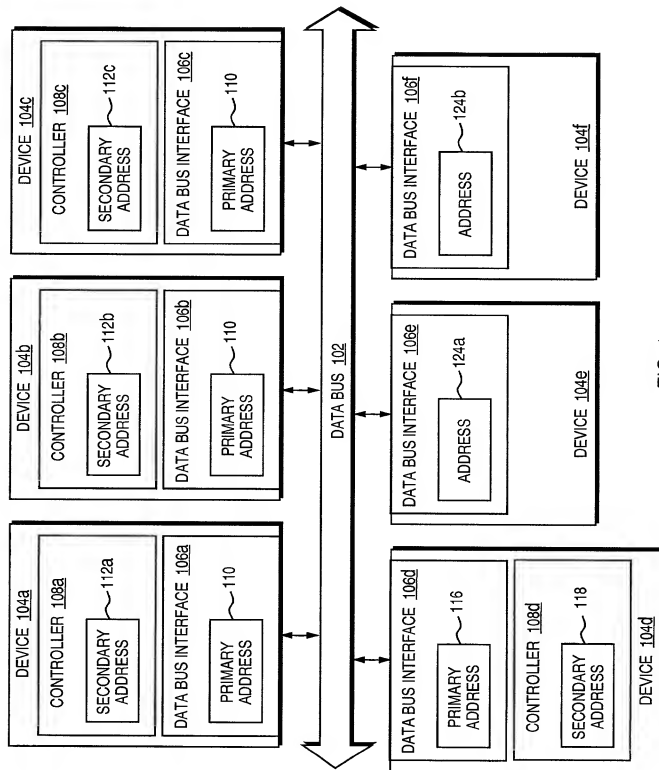 DEVICE 104a
CONTROLLER 108a
112a
SECONDARY
ADDRESS
DATA BUS INTERFACE 106a
110
PRIMARY
ADDRESS
DEVICE 104b
CONTROLLER 108b
112b
SECONDARY
ADDRESS
DATA BUS INTERFACE 106b
110
PRIMARY
ADDRESS
DEVICE 104c
CONTROLLER 108c
112c
SECONDARY
ADDRESS
DATA BUS INTERFACE 106c
110
PRIMARY
ADDRESS
DATA BUS 102
DATA BUS INTERFACE 106d
116
PRIMARY
ADDRESS
CONTROLLER 108d
118
SECONDARY
ADDRESS
DEVICE 104d
DATA BUS INTERFACE 106e
124a
ADDRESS
DEVICE 104e
DATA BUS INTERFACE 106f
124b
ADDRESS
DEVICE 104f